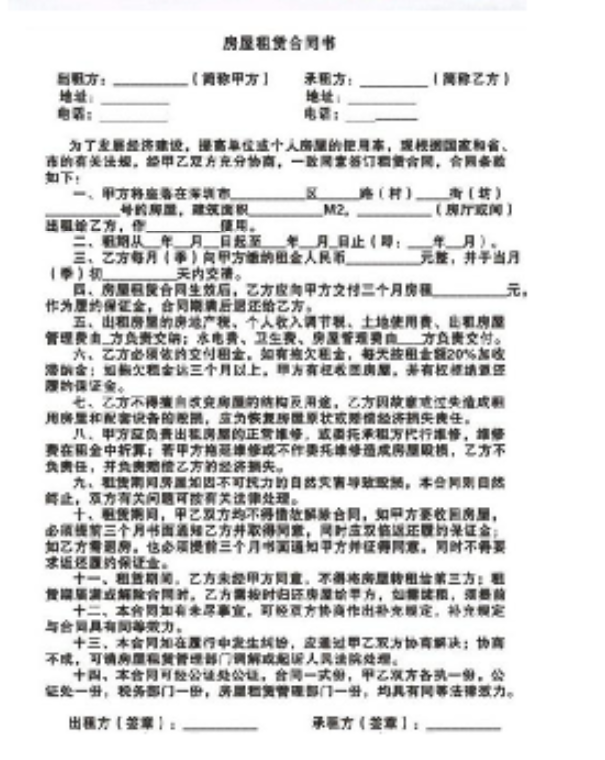 房屋租赁合同书
出租方：__________（简称甲方） 承租方：__________（简称乙方）
地址：__________ 地址：__________
电话：__________ 电话：__________
为了发展经济建设，提高单位或个人房屋的使用率，现根据国家和省、
市的有关法规，经甲乙双方充分协商，一致同意签订租赁合同，合同条款
如下：
一、甲方将座落在深圳市__________区_____路（村）____街（坊）
__________号的房屋，建筑面积__________M2，__________（房厅或间）
出租给乙方，作__________使用。
二、租期从__年__月__日起至__年__月__日止（即：___年__月）。
三、乙方每月（季）向甲方缴纳租金人民币__________元整，并于当月
（季）初__________天内交清。
四、房屋租赁合同生效后，乙方应向甲方交付三个月房租__________元，
作为履约保证金，合同期满后退还给乙方。
五、出租房屋的房地产税、个人收入调节税、土地使用费、出租房屋
管理费由_方负责交纳；水电费、卫生费、房屋管理费由___方负责交付。
六、乙方必须依约交付租金，如有拖欠租金，每天按租金额20%加收
滞纳金；如拖欠租金达三个月以上，甲方有权收回房屋，并有权拒绝退还
履约保证金。
七、乙方不得擅自改变房屋的结构及用途，乙方因故意或过失造成租
用房屋和配套设备的毁损，应负恢复房屋原状或赔偿经济损失责任。
八、甲方应负责出租房屋的正常维修，或委托承租方代行维修，维修
费在租金中折算；若甲方拖延维修或不作委托维修造成房屋毁损，乙方不
负责任，并负责赔偿乙方的经济损失。
九、租赁期间房屋如因不可抗力的自然灾害导致毁损，本合同则自然
终止，双方有关问题可按有关法律处理。
十、租赁期间，甲乙双方均不得借故解除合同，如甲方要收回房屋，
必须提前三个月书面通知乙方并取得同意，同时应双倍返还履约保证金；
如乙方需退房，也必须提前三个月书面通知甲方并征得同意，同时不得要
求返还履约保证金。
十一、租赁期间，乙方未经甲方同意，不得将房屋转租给第三方；租
赁期届满或解除合同时，乙方需按时归还房屋给甲方，如需续租，须提前
十二、本合同如有未尽事宜，可经双方协商作出补充规定，补充规定
与合同具有同等效力。
十三、本合同如在履行中发生纠纷，应通过甲乙双方协商解决；协商
不成，可请房屋租赁管理部门调解或起诉人民法院处理。
十四、本合同可经公证处公证，合同一式份，甲乙双方各执一份，公
证处一份，税务部门一份，房屋租赁管理部门一份，均具有同等法律效力。
出租方（签章）：__________ 承租方（签章）：__________